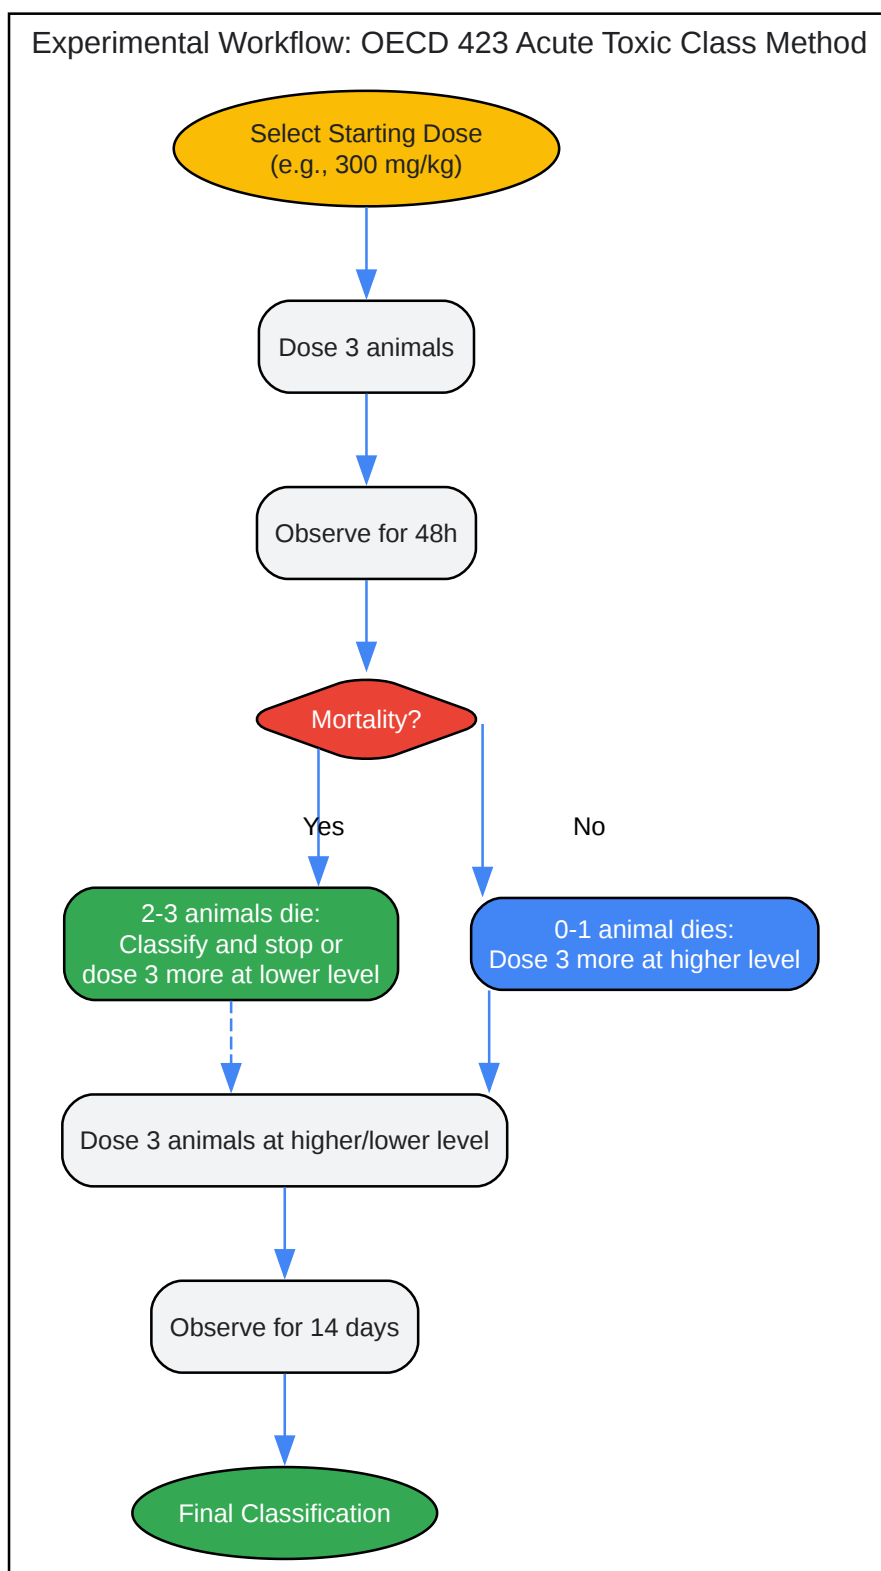 Experimental Workflow: OECD 423 Acute Toxic Class Method
Select Starting Dose
(e.g., 300 mg/kg)
Dose 3 animals
Observe for 48h
Mortality?
Yes
No
2-3 animals die:
Classify and stop or
dose 3 more at lower level
0-1 animal dies:
Dose 3 more at higher level
Dose 3 animals at higher/lower level
Observe for 14 days
Final Classification